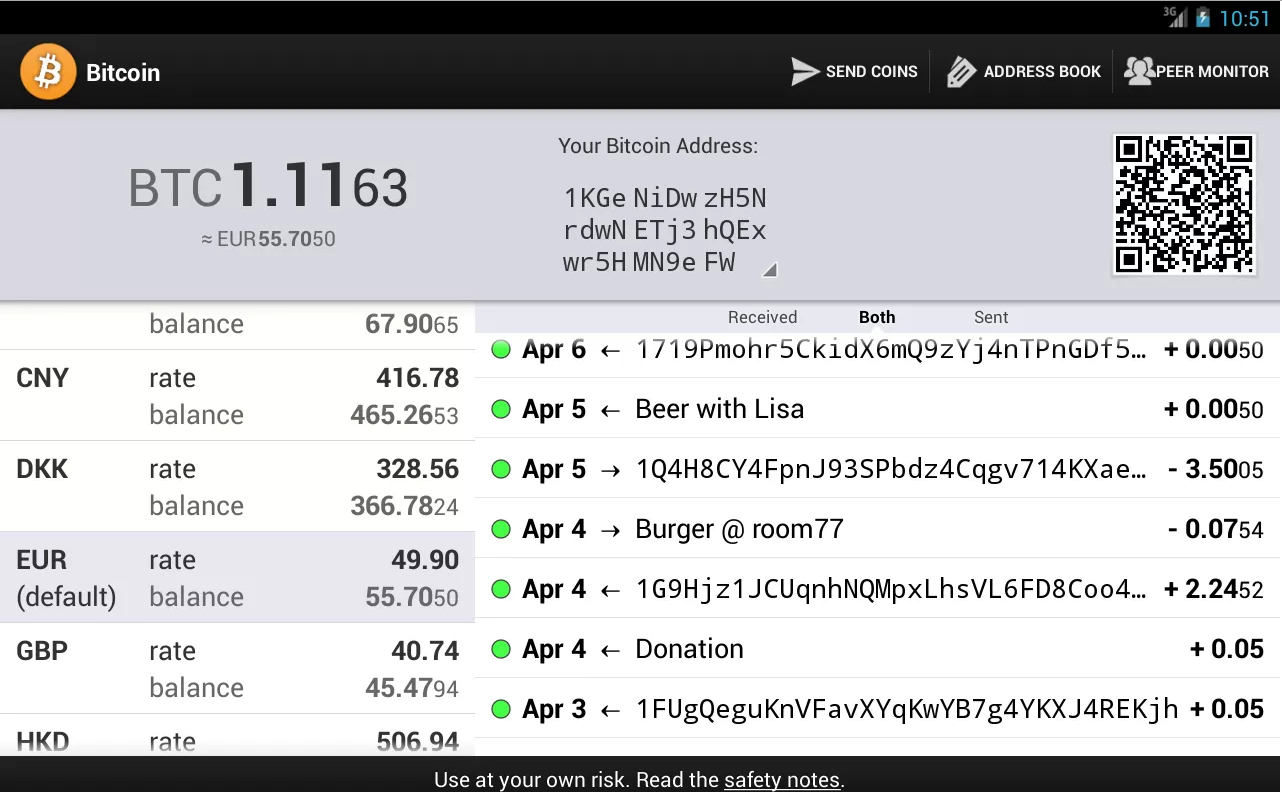 3G 10:51
Bitcoin SEND COINS ADDRESS BOOK PEER MONITOR
BTC 1.1163
≈ EUR 55.7050
Your Bitcoin Address:
1KGe NiDw zH5N
rdwN ETj3 hQEx
wr5H MN9e FW
balance 67.9065
CNY rate 416.78
balance 465.2653
DKK rate 328.56
balance 366.7824
EUR rate 49.90
(default) balance 55.7050
GBP rate 40.74
balance 45.4794
HKD rate 506.94
Received Both Sent
Apr 6 ← 1719Pmohr5CkidX6mQ9zYj4nTPnGDf5… + 0.0050
Apr 5 ← Beer with Lisa + 0.0050
Apr 5 → 1Q4H8CY4FpnJ93SPbdz4Cqgv714KXae… - 3.5005
Apr 4 → Burger @ room77 - 0.0754
Apr 4 ← 1G9Hjz1JCUqnhNQMpxLhsVL6FD8Coo4… + 2.2452
Apr 4 ← Donation + 0.05
Apr 3 ← 1FUgQeguKnVFavXYqKwYB7g4YKXJ4REKjh + 0.05
Use at your own risk. Read the safety notes.